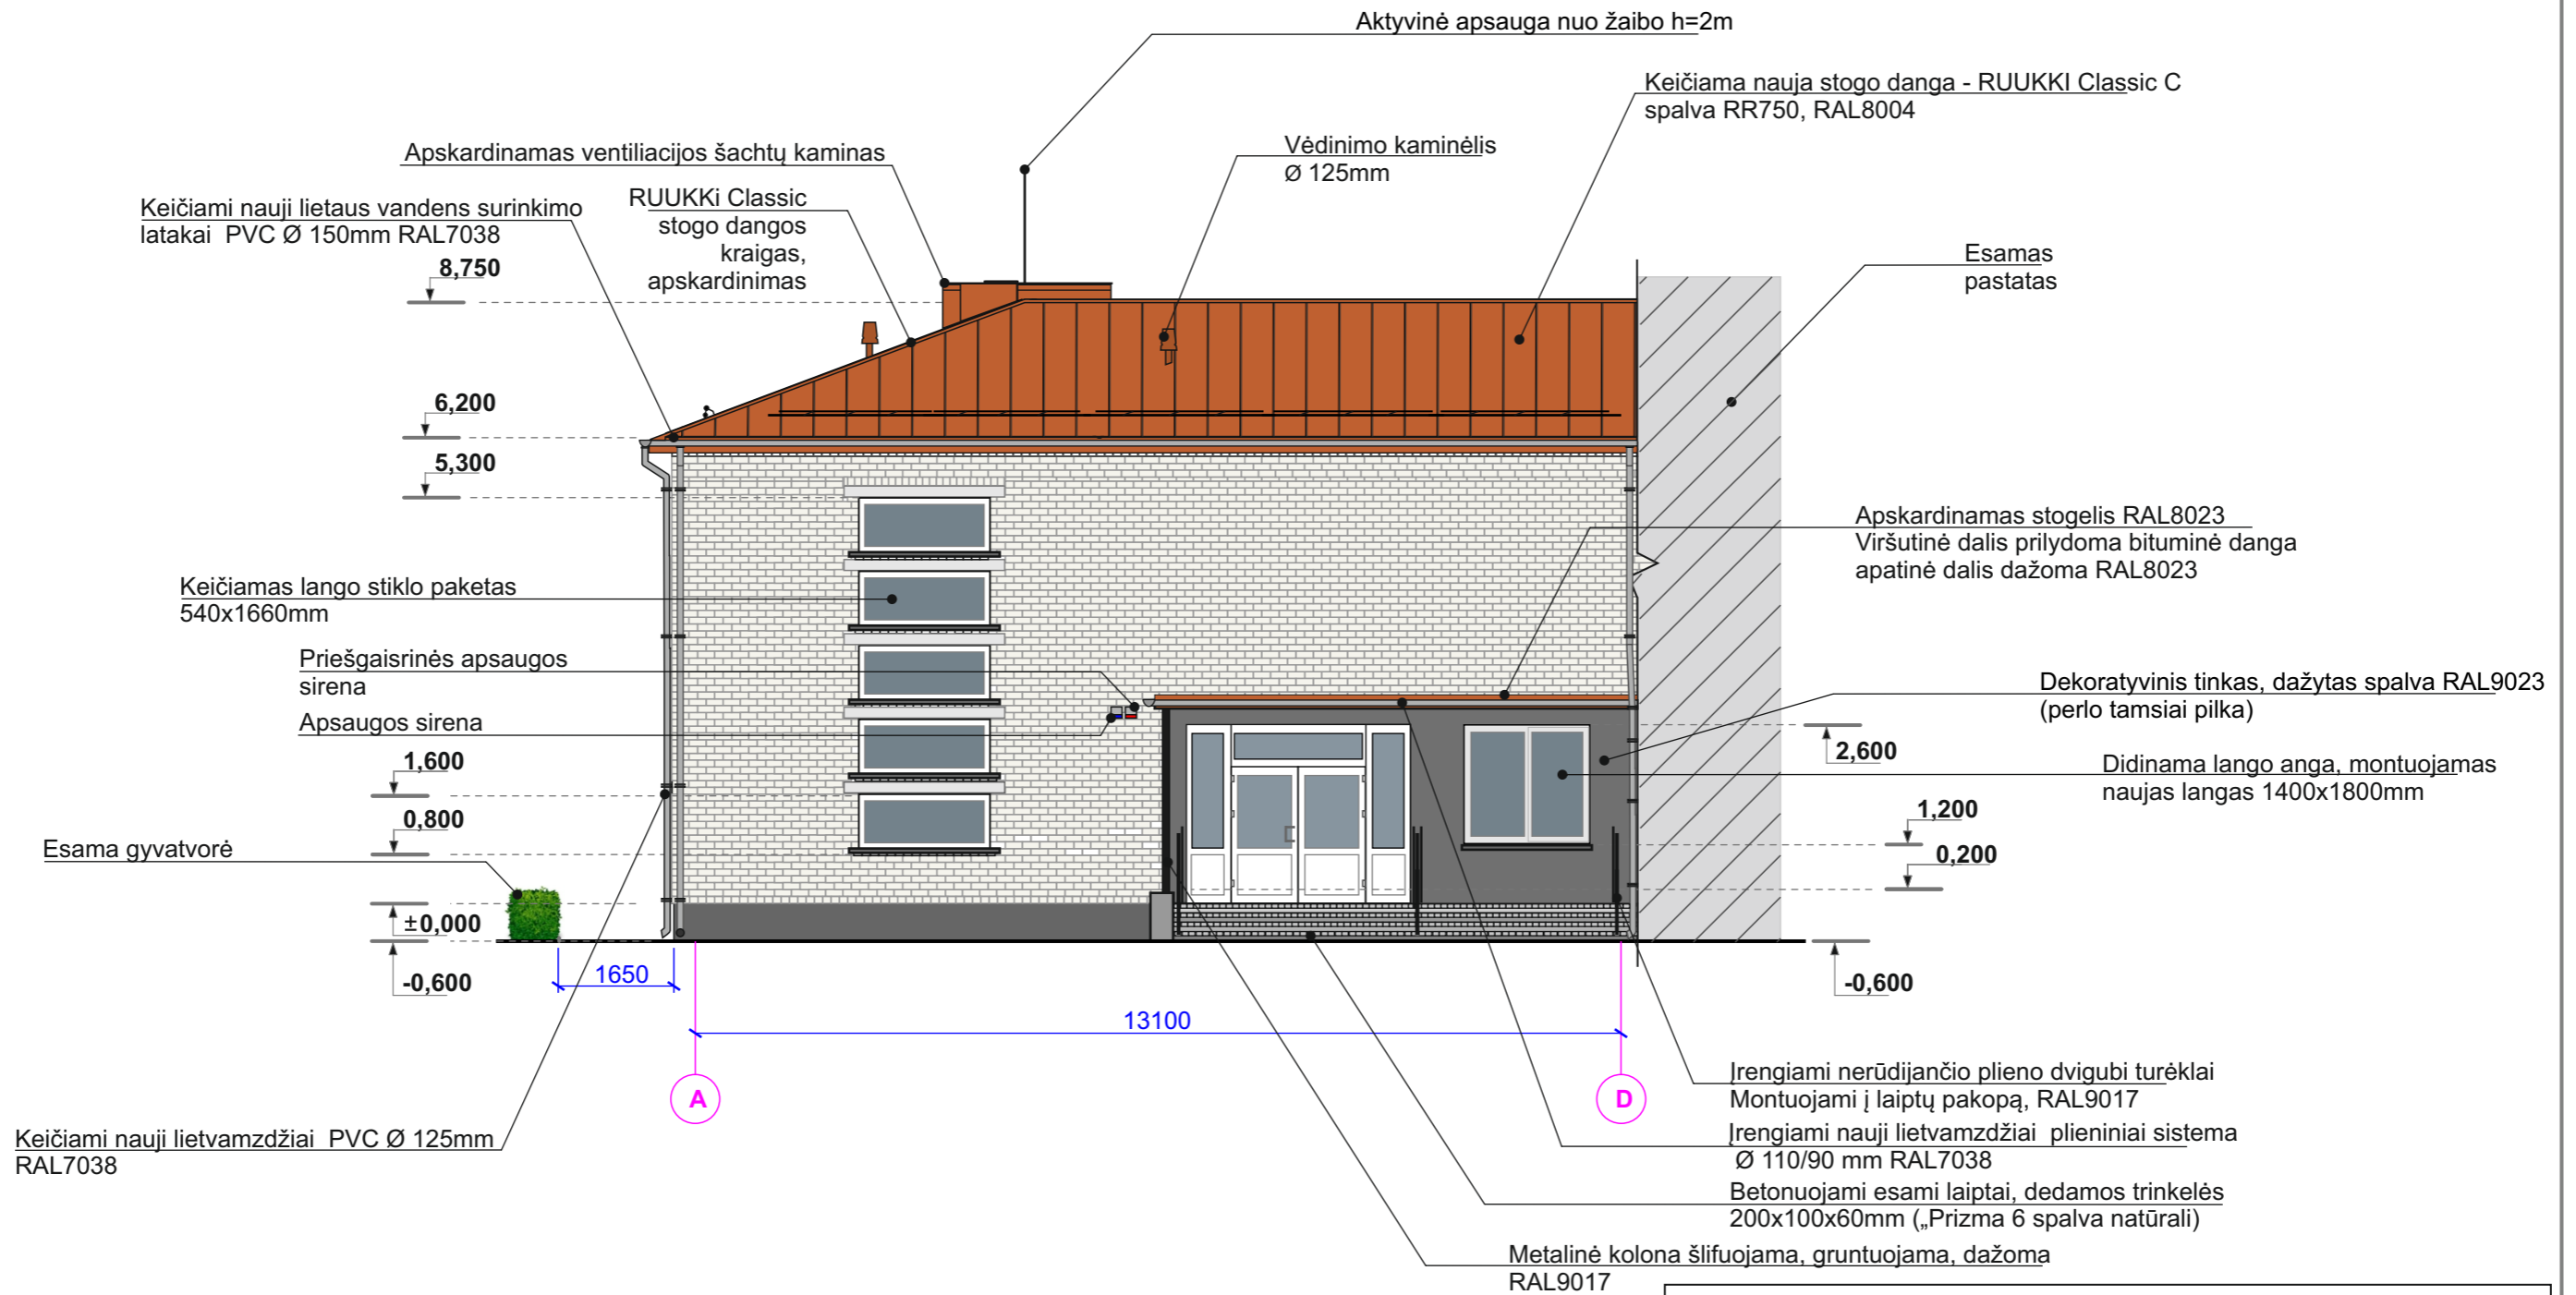 Aktyvinė apsauga nuo žaibo h=2m
Keičiama nauja stogo danga - RUUKKI Classic C
spalva RR750, RAL8004
Vėdinimo kaminėlis
Ø 125mm
Apskardinamas ventiliacijos šachtų kaminas
RUUKKi Classic
stogo dangos
kraigas,
apskardinimas
Keičiami nauji lietaus vandens surinkimo
latakai PVC Ø 150mm RAL7038
8,750
Esamas
pastatas
6,200
5,300
Apskardinamas stogelis RAL8023
Viršutinė dalis prilydoma bituminė danga
apatinė dalis dažoma RAL8023
Keičiamas lango stiklo paketas
540x1660mm
Priešgaisrinės apsaugos
sirena
Apsaugos sirena
Dekoratyvinis tinkas, dažytas spalva RAL9023
(perlo tamsiai pilka)
2,600
Didinama lango anga, montuojamas
naujas langas 1400x1800mm
1,600
0,800
1,200
0,200
Esama gyvatvorė
±0,000
-0,600
-0,600
1650
13100
A
D
Keičiami nauji lietvamzdžiai PVC Ø 125mm
RAL7038
Įrengiami nerūdijančio plieno dvigubi turėklai
Montuojami į laiptų pakopą, RAL9017
Įrengiami nauji lietvamzdžiai plieniniai sistema
Ø 110/90 mm RAL7038
Betonuojami esami laiptai, dedamos trinkelės
200x100x60mm („Prizma 6 spalva natūrali)
Metalinė kolona šlifuojama, gruntuojama, dažoma
RAL9017